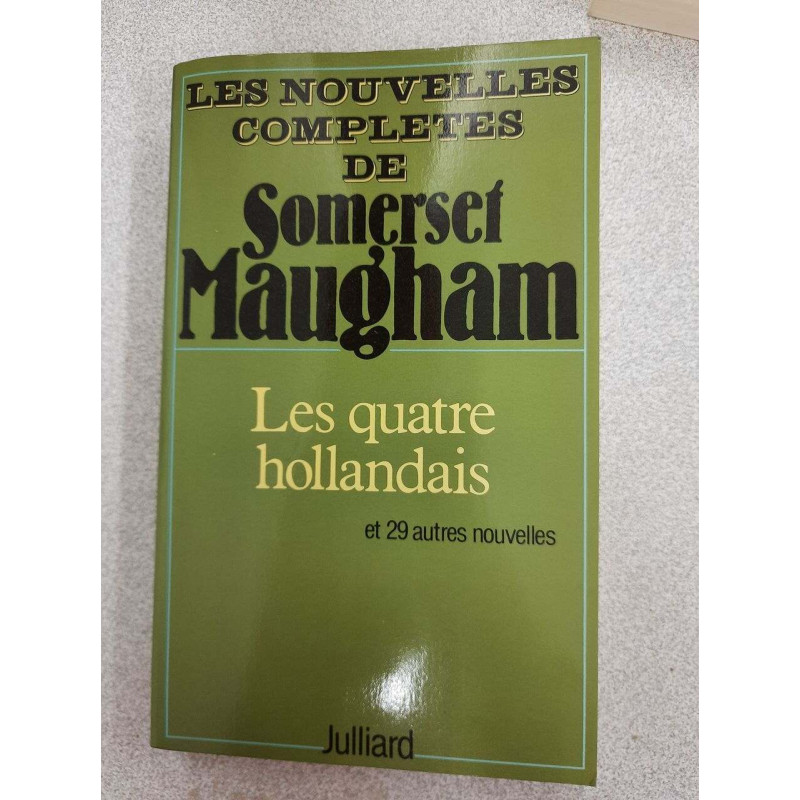 LES NOUVELLES
COMPLETES
DE
Somerset
Maugham
Les quatre
hollandais
et 29 autres nouvelles
Julliard